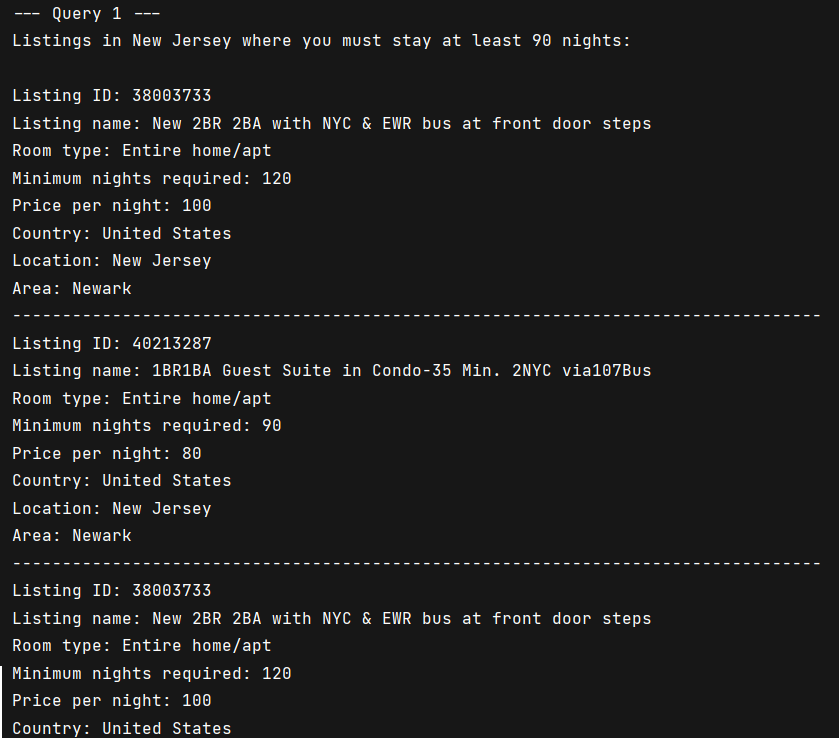 --- Query 1 ---
Listings in New Jersey where you must stay at least 90 nights:
Listing ID: 38003733
Listing name: New 2BR 2BA with NYC & EWR bus at front door steps
Room type: Entire home/apt
Minimum nights required: 120
Price per night: 100
Country: United States
Location: New Jersey
Area: Newark
---------------------------------------------------------------------------------
Listing ID: 40213287
Listing name: 1BR1BA Guest Suite in Condo-35 Min. 2NYC via107Bus
Room type: Entire home/apt
Minimum nights required: 90
Price per night: 80
Country: United States
Location: New Jersey
Area: Newark
---------------------------------------------------------------------------------
Listing ID: 38003733
Listing name: New 2BR 2BA with NYC & EWR bus at front door steps
Room type: Entire home/apt
Minimum nights required: 120
Price per night: 100
Country: United States